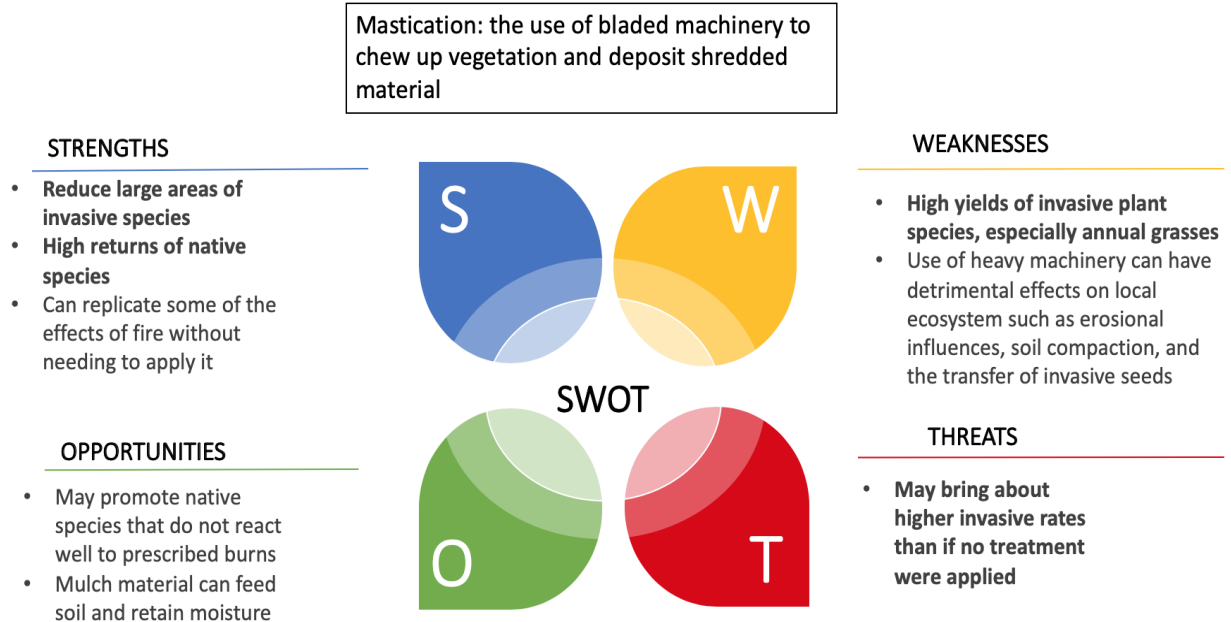 Mastication: the use of bladed machinery to
chew up vegetation and deposit shredded
material
STRENGTHS
• Reduce large areas of
invasive species
• High returns of native
species
• Can replicate some of the
effects of fire without
needing to apply it
S
W
WEAKNESSES
• High yields of invasive plant
species, especially annual grasses
• Use of heavy machinery can have
detrimental effects on local
ecosystem such as erosional
influences, soil compaction, and
the transfer of invasive seeds
SWOT
OPPORTUNITIES
• May promote native
species that do not react
well to prescribed burns
• Mulch material can feed
soil and retain moisture
O
T
THREATS
• May bring about
higher invasive rates
than if no treatment
were applied